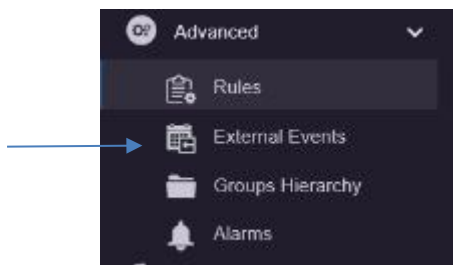 Advanced
Rules
External Events
Groups Hierarchy
Alarms